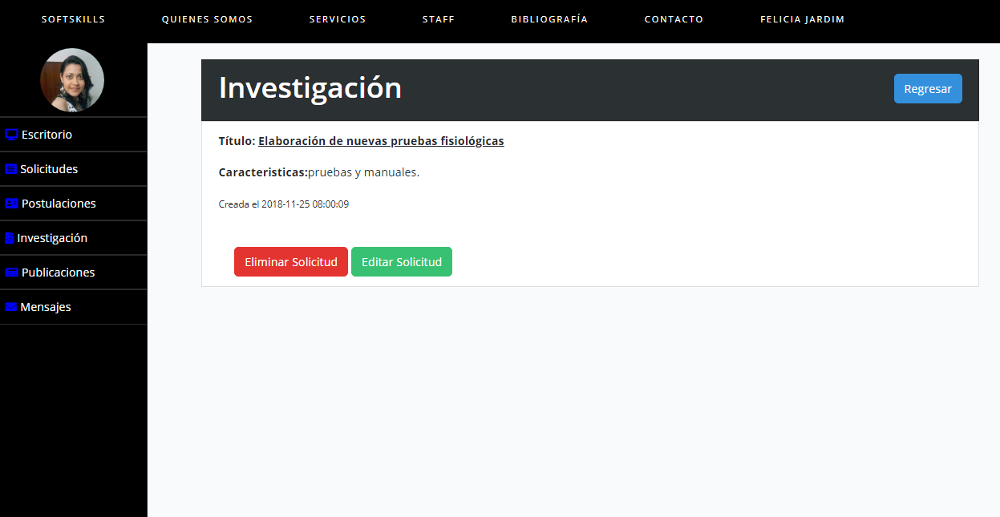 SOFTSKILLS QUIENES SOMOS SERVICIOS STAFF BIBLIOGRAFÍA CONTACTO FELICIA JARDIM
Escritorio
Solicitudes
Postulaciones
Investigación
Publicaciones
Mensajes
Investigación Regresar
Título: Elaboración de nuevas pruebas fisiológicas
Caracteristicas:pruebas y manuales.
Creada el 2018-11-25 08:00:09
Eliminar Solicitud Editar Solicitud